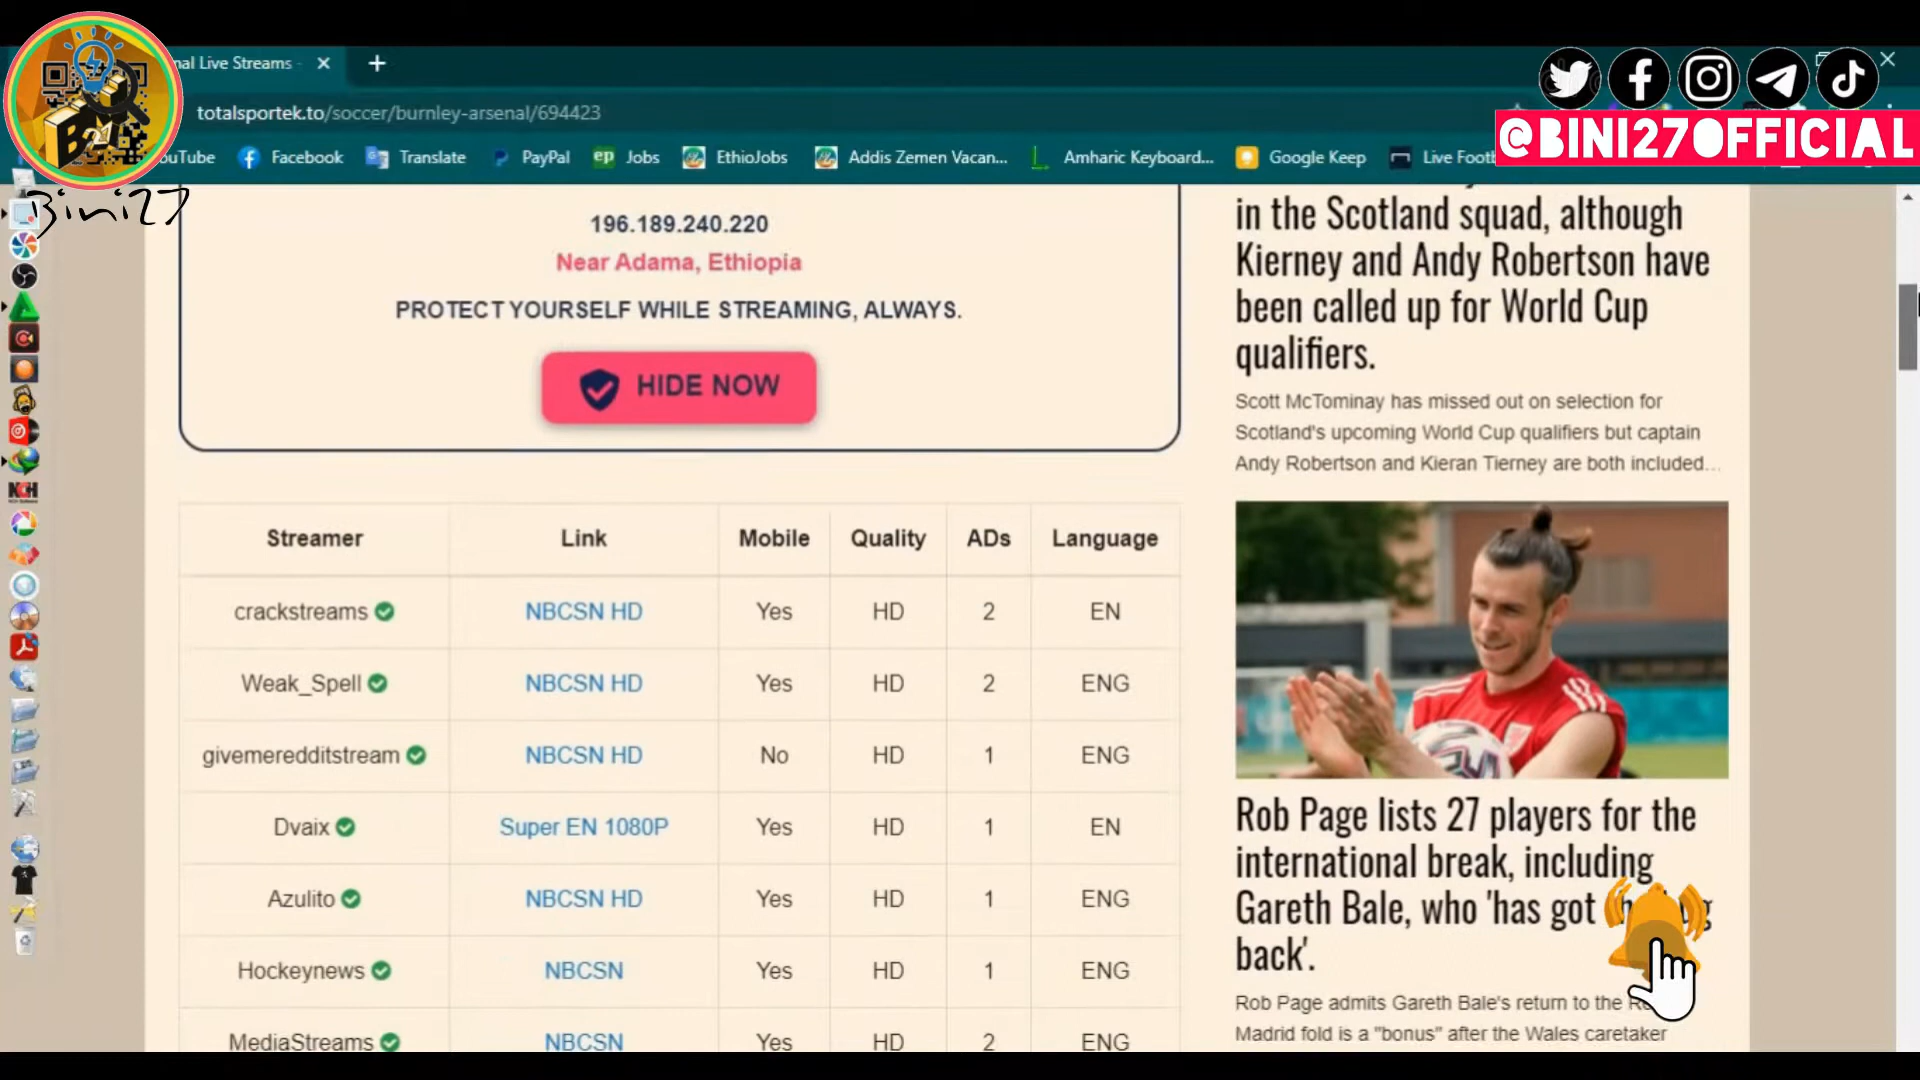 nal Live Streams -
totalsportek.to/soccer/burnley-arsenal/694423
@BINI27OFFICIAL
B 21
Bini27
ouTube Facebook Translate PayPal ep Jobs EthioJobs Addis Zemen Vacan... Amharic Keyboard... Google Keep Live Footb
196.189.240.220
Near Adama, Ethiopia
PROTECT YOURSELF WHILE STREAMING, ALWAYS.
HIDE NOW
NCH
Streamer Link Mobile Quality ADs Language
crackstreams NBCSN HD Yes HD 2 EN
Weak_Spell NBCSN HD Yes HD 2 ENG
givemeredditstream NBCSN HD No HD 1 ENG
Dvaix Super EN 1080P Yes HD 1 EN
Azulito NBCSN HD Yes HD 1 ENG
Hockeynews NBCSN Yes HD 1 ENG
MediaStreams NBCSN Yes HD 2 ENG
in the Scotland squad, although
Kierney and Andy Robertson have
been called up for World Cup
qualifiers.
Scott McTominay has missed out on selection for
Scotland's upcoming World Cup qualifiers but captain
Andy Robertson and Kieran Tierney are both included...
Rob Page lists 27 players for the
international break, including
Gareth Bale, who 'has got
back'.
Rob Page admits Gareth Bale's return to the
Madrid fold is a "bonus" after the Wales caretaker